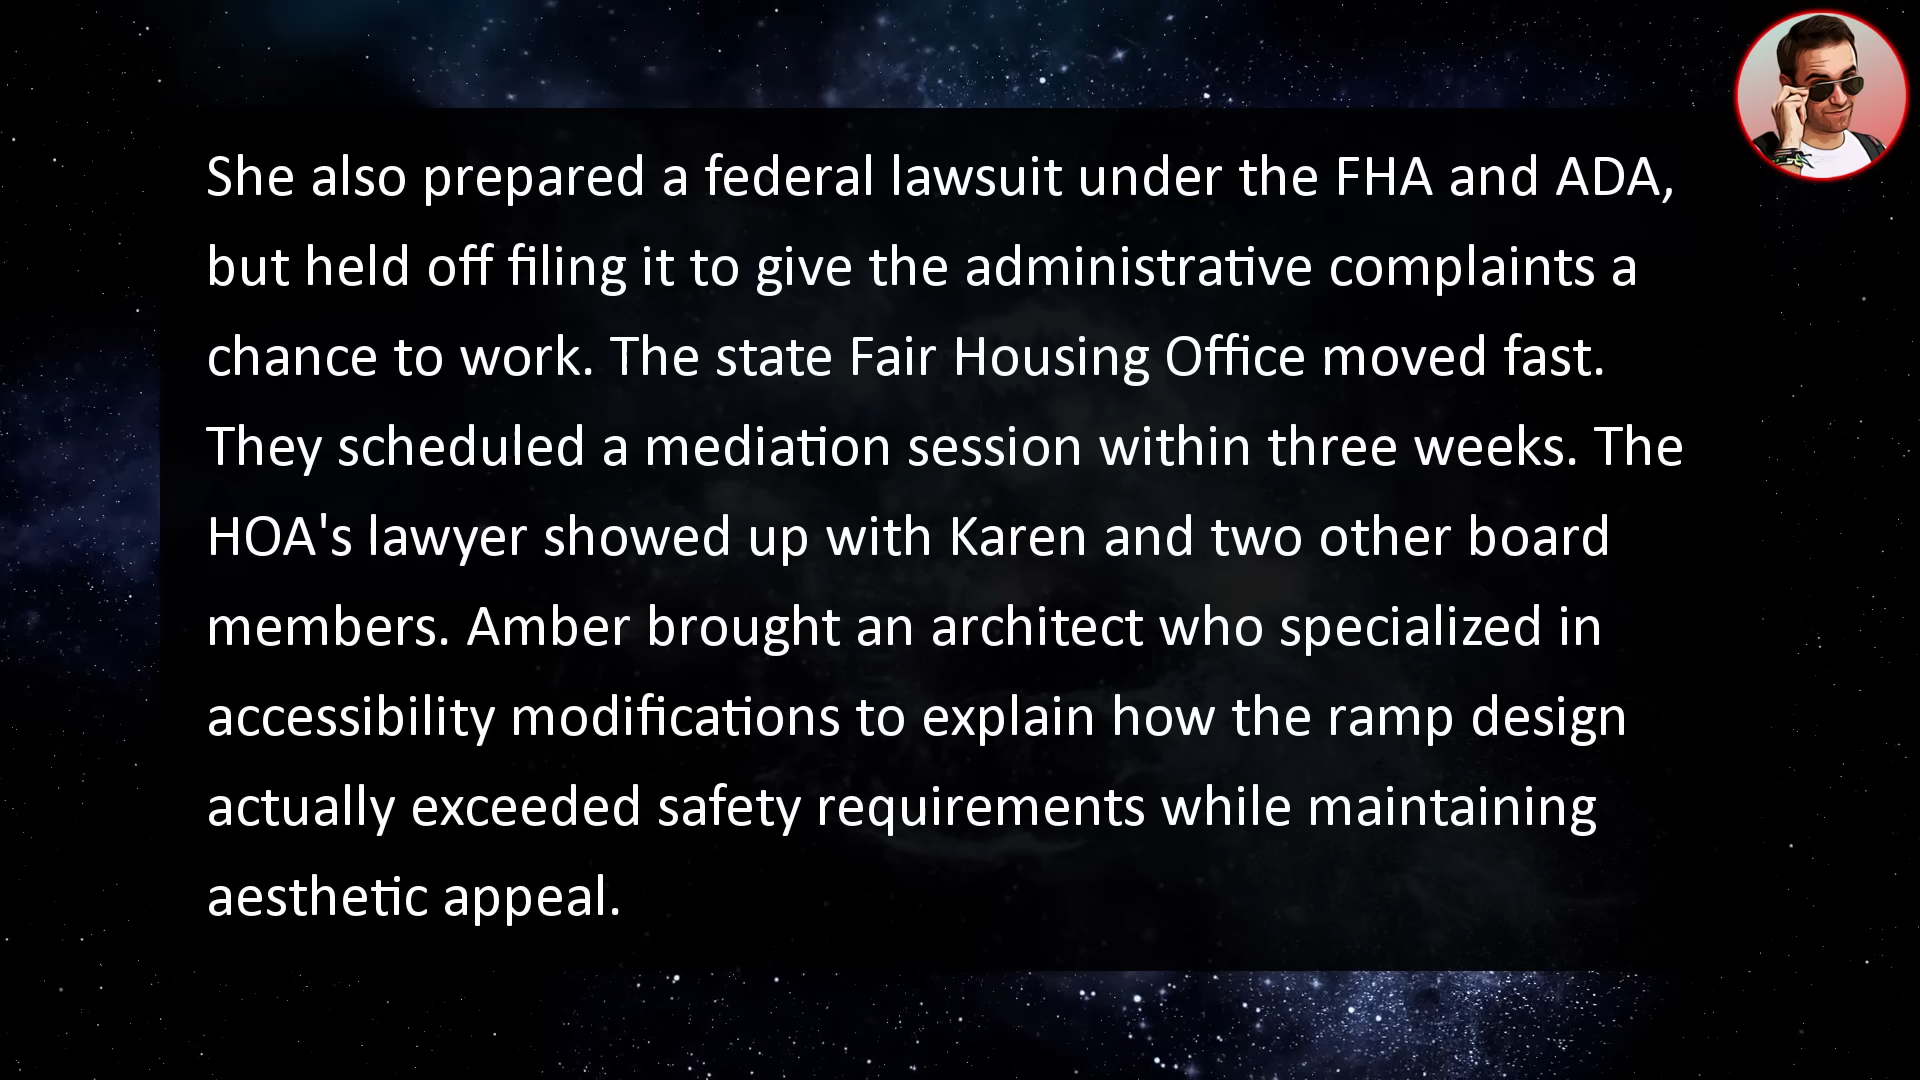 She also prepared a federal lawsuit under the FHA and ADA,
but held off filing it to give the administrative complaints a
chance to work. The state Fair Housing Office moved fast.
They scheduled a mediation session within three weeks. The
HOA's lawyer showed up with Karen and two other board
members. Amber brought an architect who specialized in
accessibility modifications to explain how the ramp design
actually exceeded safety requirements while maintaining
aesthetic appeal.